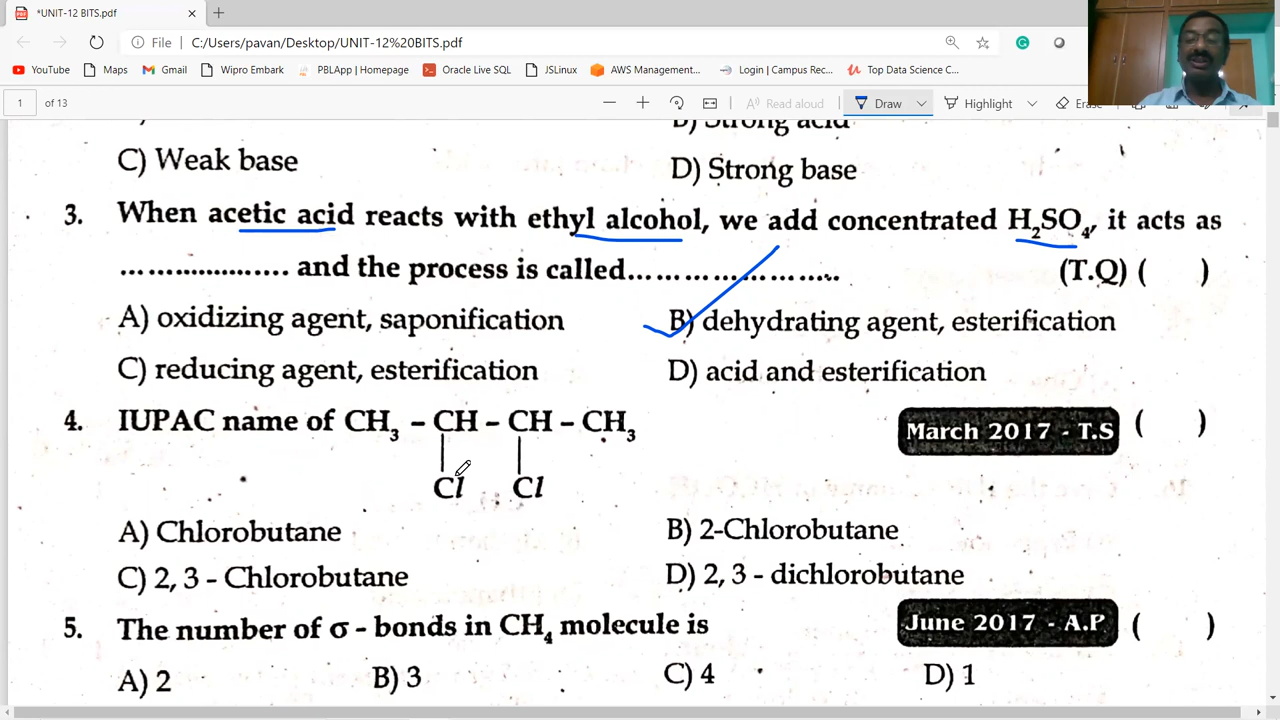 *UNIT-12 BITS.pdf
File C:/Users/pavan/Desktop/UNIT-12%20BITS.pdf
YouTube Maps Gmail Wipro Embark PBLApp | Homepage Oracle Live SQL JSLinux AWS Management... Login | Campus Rec... Top Data Science C...
1 of 13 Read aloud Draw Highlight Erase
D) Strong acid
C) Weak base D) Strong base
3. When acetic acid reacts with ethyl alcohol, we add concentrated H₂SO₄, it acts as
........................ and the process is called........................ (T.Q) ( )
A) oxidizing agent, saponification B) dehydrating agent, esterification
C) reducing agent, esterification D) acid and esterification
4. IUPAC name of CH₃ – CH – CH – CH₃ March 2017 - T.S ( )
Cl Cl
A) Chlorobutane B) 2-Chlorobutane
C) 2, 3 - Chlorobutane D) 2, 3 - dichlorobutane
5. The number of σ - bonds in CH₄ molecule is June 2017 - A.P ( )
A) 2 B) 3 C) 4 D) 1